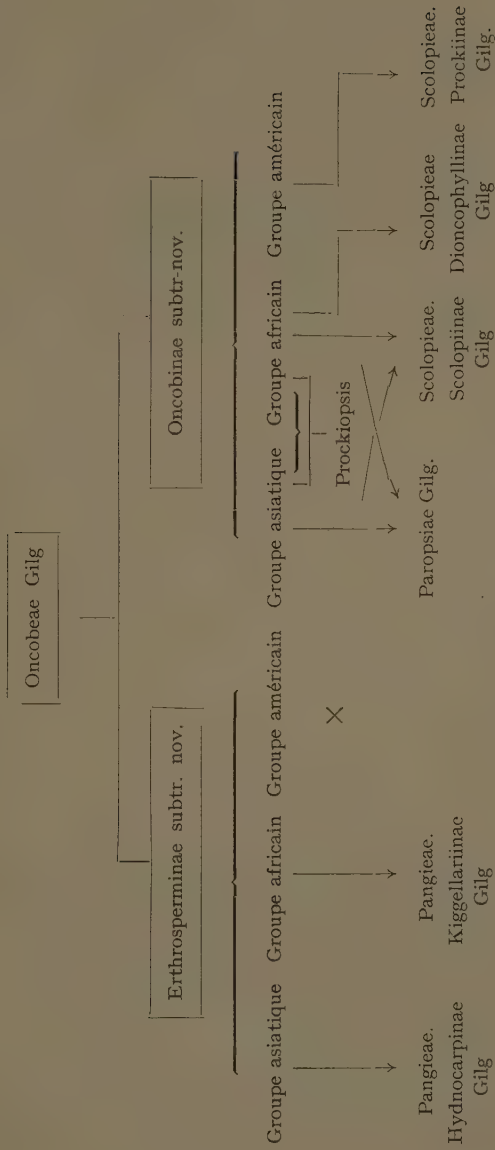 Oncobeae Gilg
Erthrosperminae subtr. nov.
Oncobinae subtr-nov.
Groupe asiatique Groupe africain Groupe américain
Groupe asiatique Groupe africain Groupe américain
×
Prockiopsis
Pangieae.
Hydnocarpinae
Gilg
Pangieae.
Kiggellariinae
Gilg
Paropsiae Gilg.
Scolopieae.
Scolopiinae
Gilg
Scolopieae
Dioncophyllinae
Gilg
Scolopieae.
Prockiinae
Gilg.